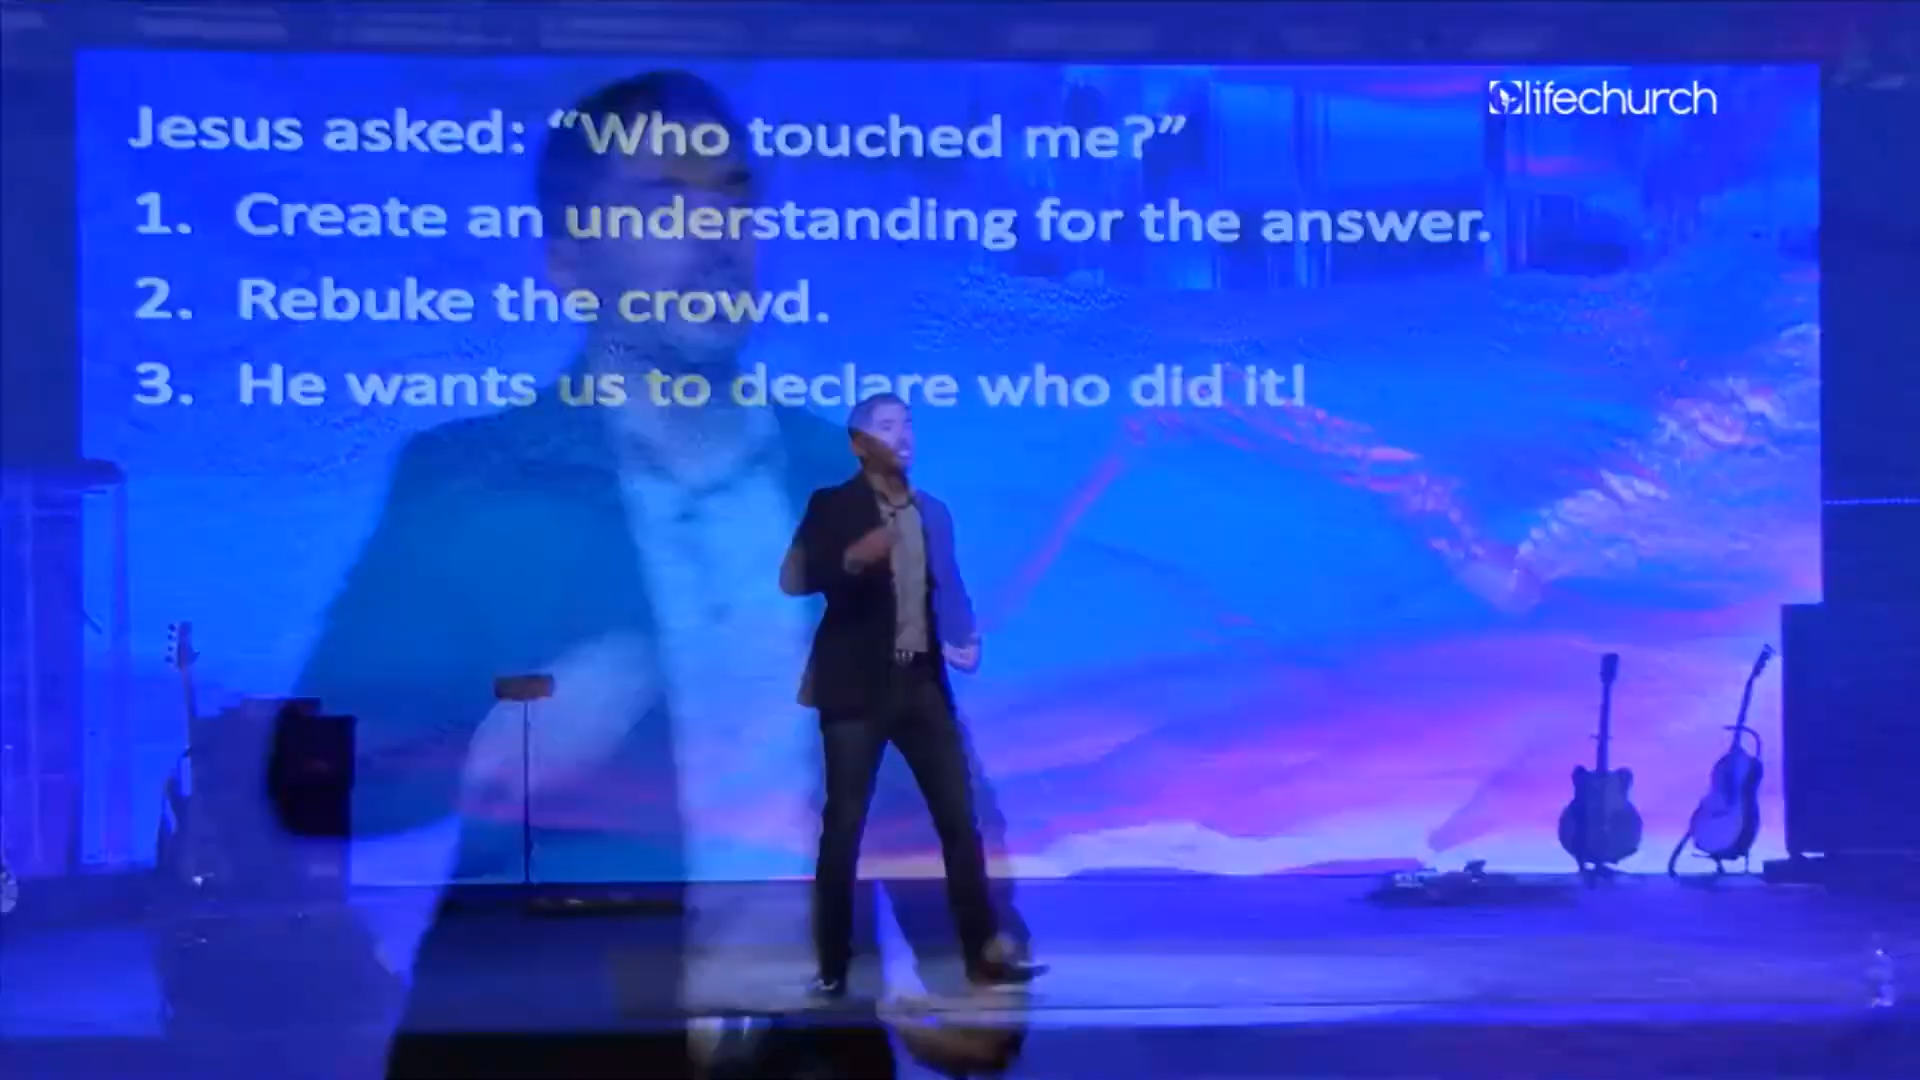 lifechurch
Jesus asked: “Who touched me?”
1. Create an understanding for the answer.
2. Rebuke the crowd.
3. He wants us to declare who did it!